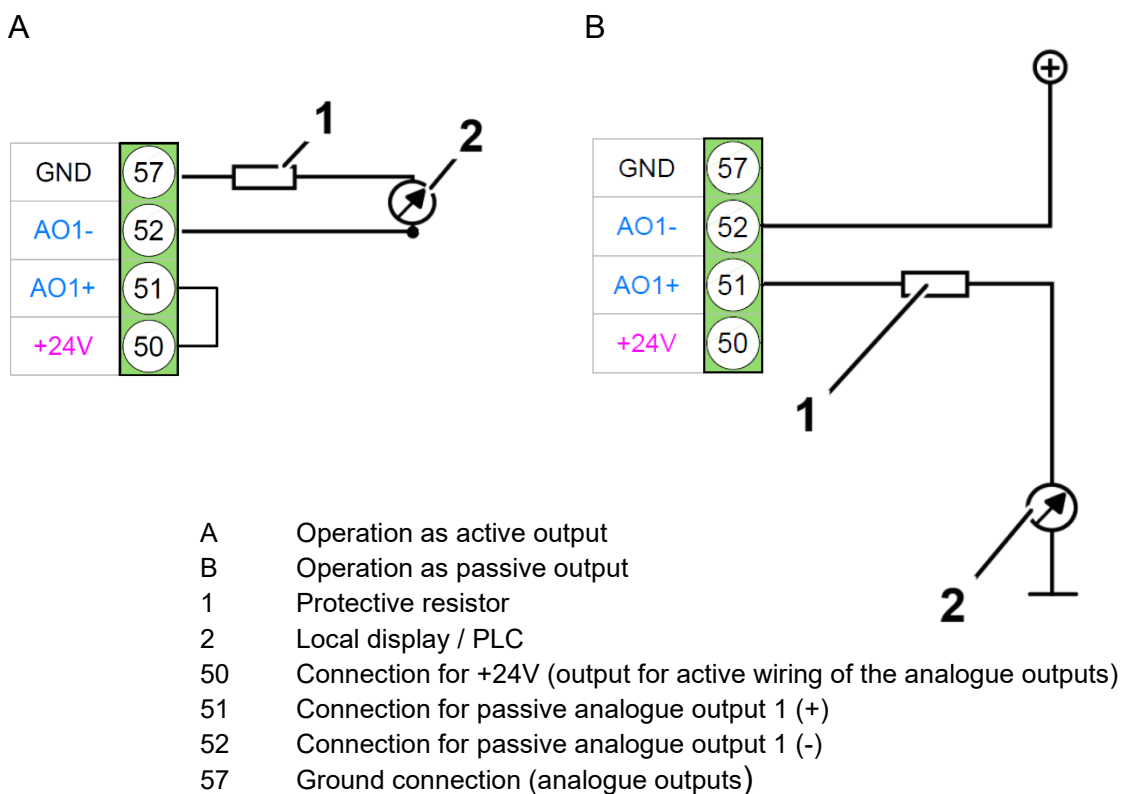 A
B
1
2
GND 57
AO1- 52
AO1+ 51
+24V 50
GND 57
AO1- 52
AO1+ 51
+24V 50
1
2
A Operation as active output
B Operation as passive output
1 Protective resistor
2 Local display / PLC
50 Connection for +24V (output for active wiring of the analogue outputs)
51 Connection for passive analogue output 1 (+)
52 Connection for passive analogue output 1 (-)
57 Ground connection (analogue outputs)